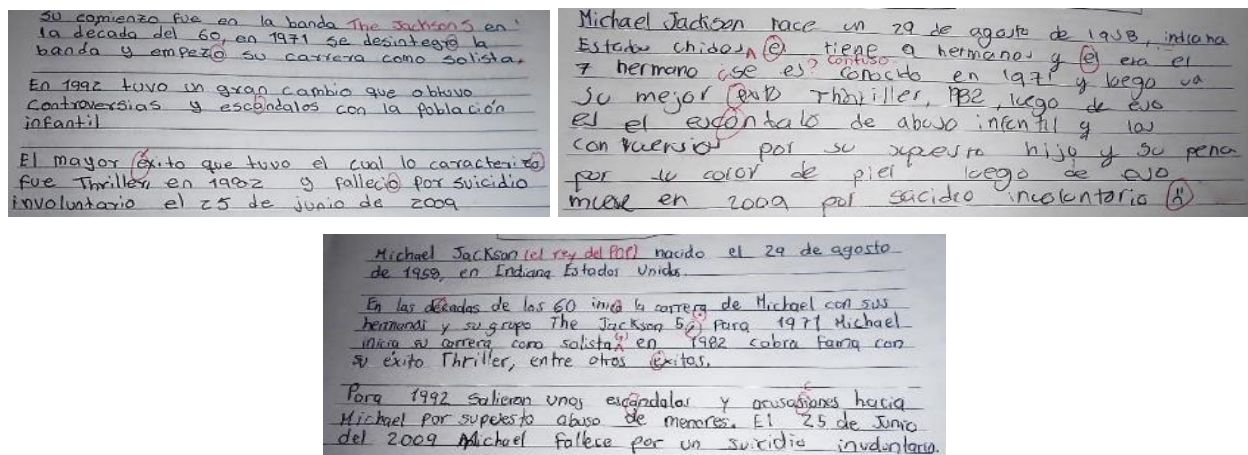 Su comienzo fue en la banda The Jackson 5 en
la década del 60, en 1971 se desintegró la
banda y empezó su carrera como solista.
En 1992 tuvo un gran cambio que obtuvo
controversias y escándalos con la población
infantil
El mayor éxito que tuvo el cual lo caracterizó
fue Thriller, en 1982 y falleció por suicidio
involuntario el 25 de junio de 2009
Michael Jackson nace un 29 de agosto de 1958, indiana
Estados chidos, el tiene 9 hermanos y el era el
7 hermano ¿se es? confuso conocido en 1971 y luego va
su mejor Thriller, 1982, luego de eso
es el escóntalo de abuso infantil y las
por su supuesto hijo y su pena
por su color de piel luego de eso
muere en 2009 por suicidio incoluntario
Michael Jackson (el rey del POP) nacido el 29 de agosto
de 1958, en Indiana Estados Unidos.
En las décadas de los 60 inicia la carrera de Michael con sus
hermanos y su grupo The Jackson 5, Para 1971 Michael
inicia su carrera como solista, en 1982 cobra fama con
su éxito Thriller, entre otros éxitos.
Para 1992 Salieron unos escándalos y acusasiones hacia
Michael por supuesto abuso de menores. El 25 de Junio
del 2009 Michael fallece por un suicidio involuntario.